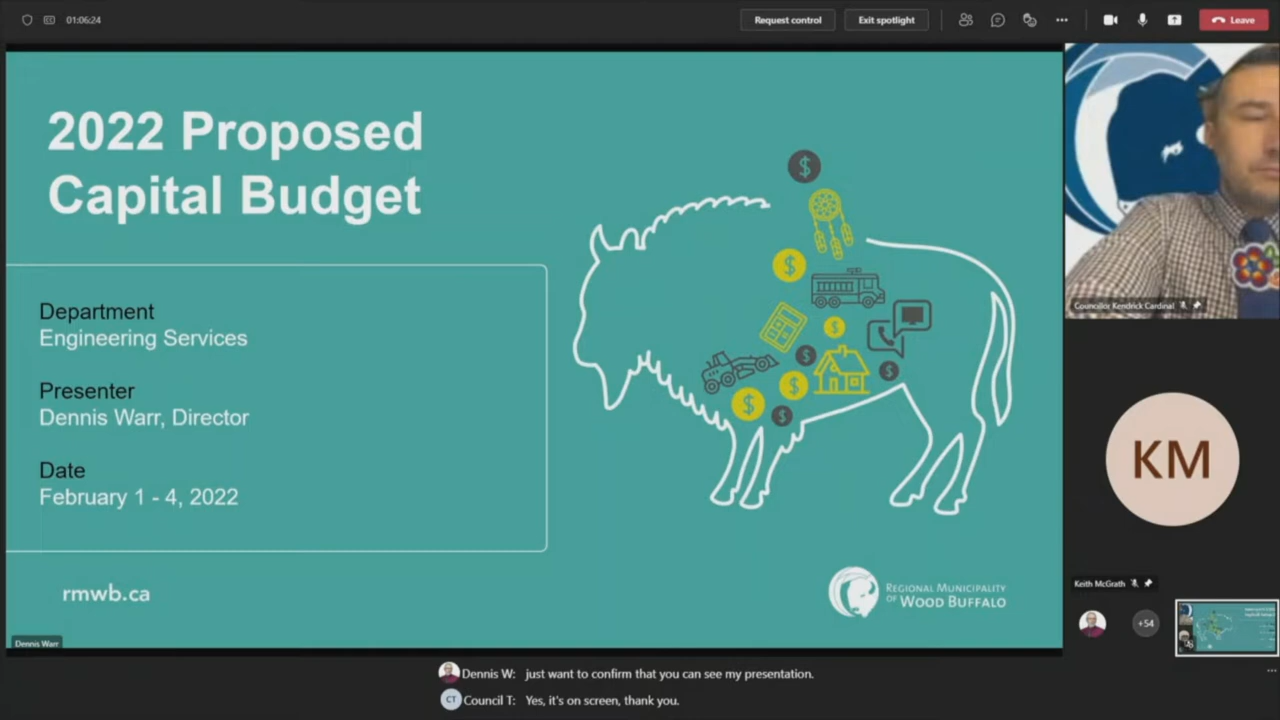 01:06:24
Request control
Exit spotlight
Leave
2022 Proposed
Capital Budget
Department
Engineering Services
Presenter
Dennis Warr, Director
Date
February 1 - 4, 2022
rmwb.ca
REGIONAL MUNICIPALITY
OF WOOD BUFFALO
Dennis Warr
Councillor Kendrick Cardinal
KM
Keith McGrath
+54
Dennis W: just want to confirm that you can see my presentation.
CT Council T: Yes, it's on screen, thank you.